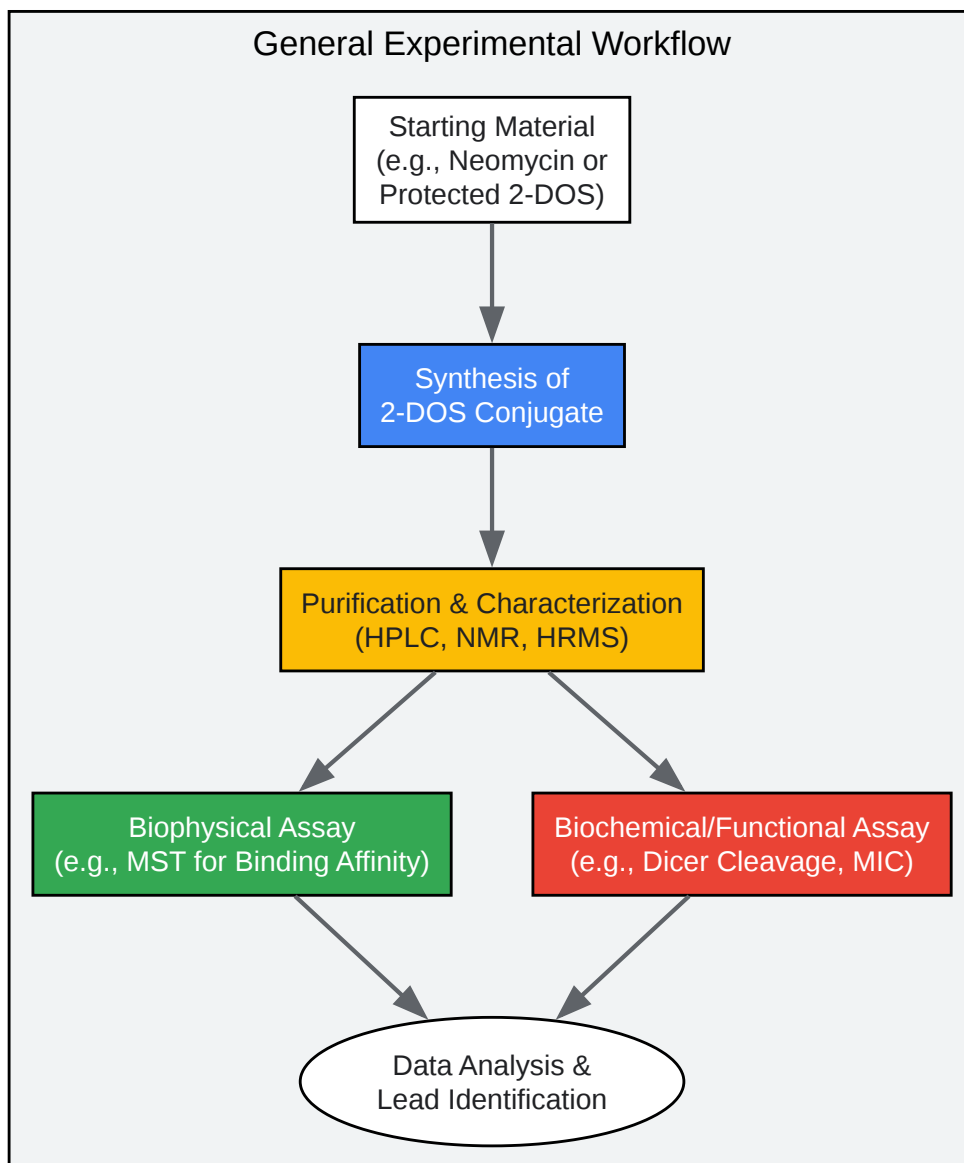 General Experimental Workflow
Starting Material
(e.g., Neomycin or
Protected 2-DOS)
Synthesis of
2-DOS Conjugate
Purification & Characterization
(HPLC, NMR, HRMS)
Biophysical Assay
(e.g., MST for Binding Affinity)
Biochemical/Functional Assay
(e.g., Dicer Cleavage, MIC)
Data Analysis &
Lead Identification